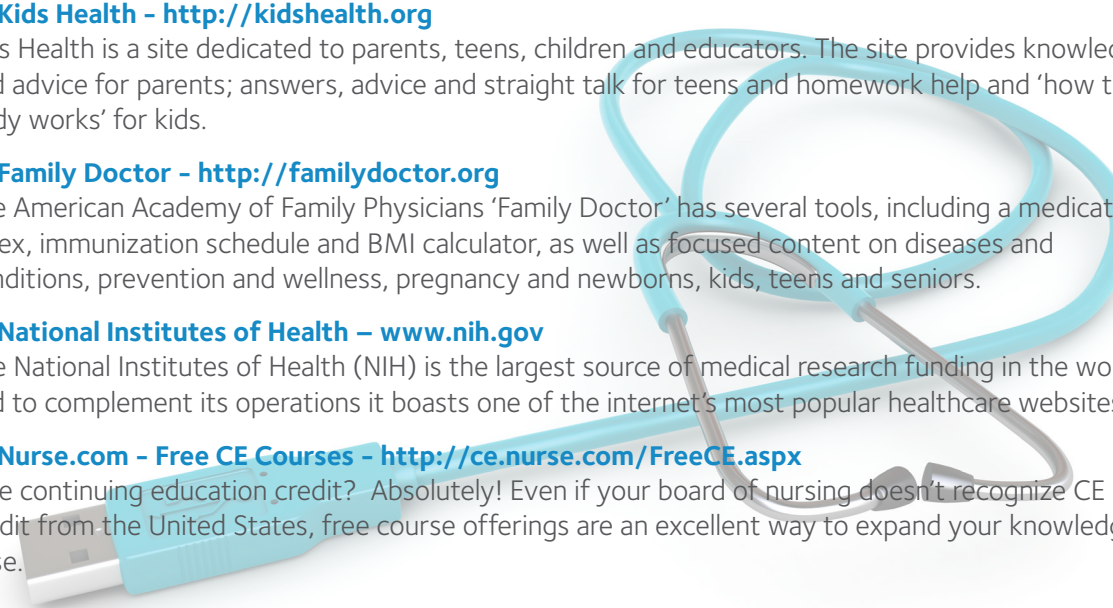 Kids Health - http://kidshealth.org
s Health is a site dedicated to parents, teens, children and educators. The site provides knowled
d advice for parents; answers, advice and straight talk for teens and homework help and ‘how t
dy works’ for kids.
Family Doctor - http://familydoctor.org
e American Academy of Family Physicians ‘Family Doctor’ has several tools, including a medicat
ex, immunization schedule and BMI calculator, as well as focused content on diseases and
nditions, prevention and wellness, pregnancy and newborns, kids, teens and seniors.
National Institutes of Health – www.nih.gov
e National Institutes of Health (NIH) is the largest source of medical research funding in the wo
d to complement its operations it boasts one of the internet’s most popular healthcare websites
Nurse.com - Free CE Courses - http://ce.nurse.com/FreeCE.aspx
e continuing education credit?  Absolutely! Even if your board of nursing doesn’t recognize CE
dit from the United States, free course offerings are an excellent way to expand your knowledg
se.